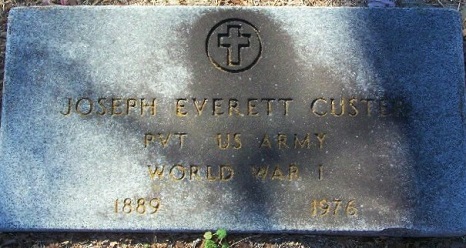 JOSEPH EVERETT CUSTER
PVT US ARMY
WORLD WAR I
1889 1976